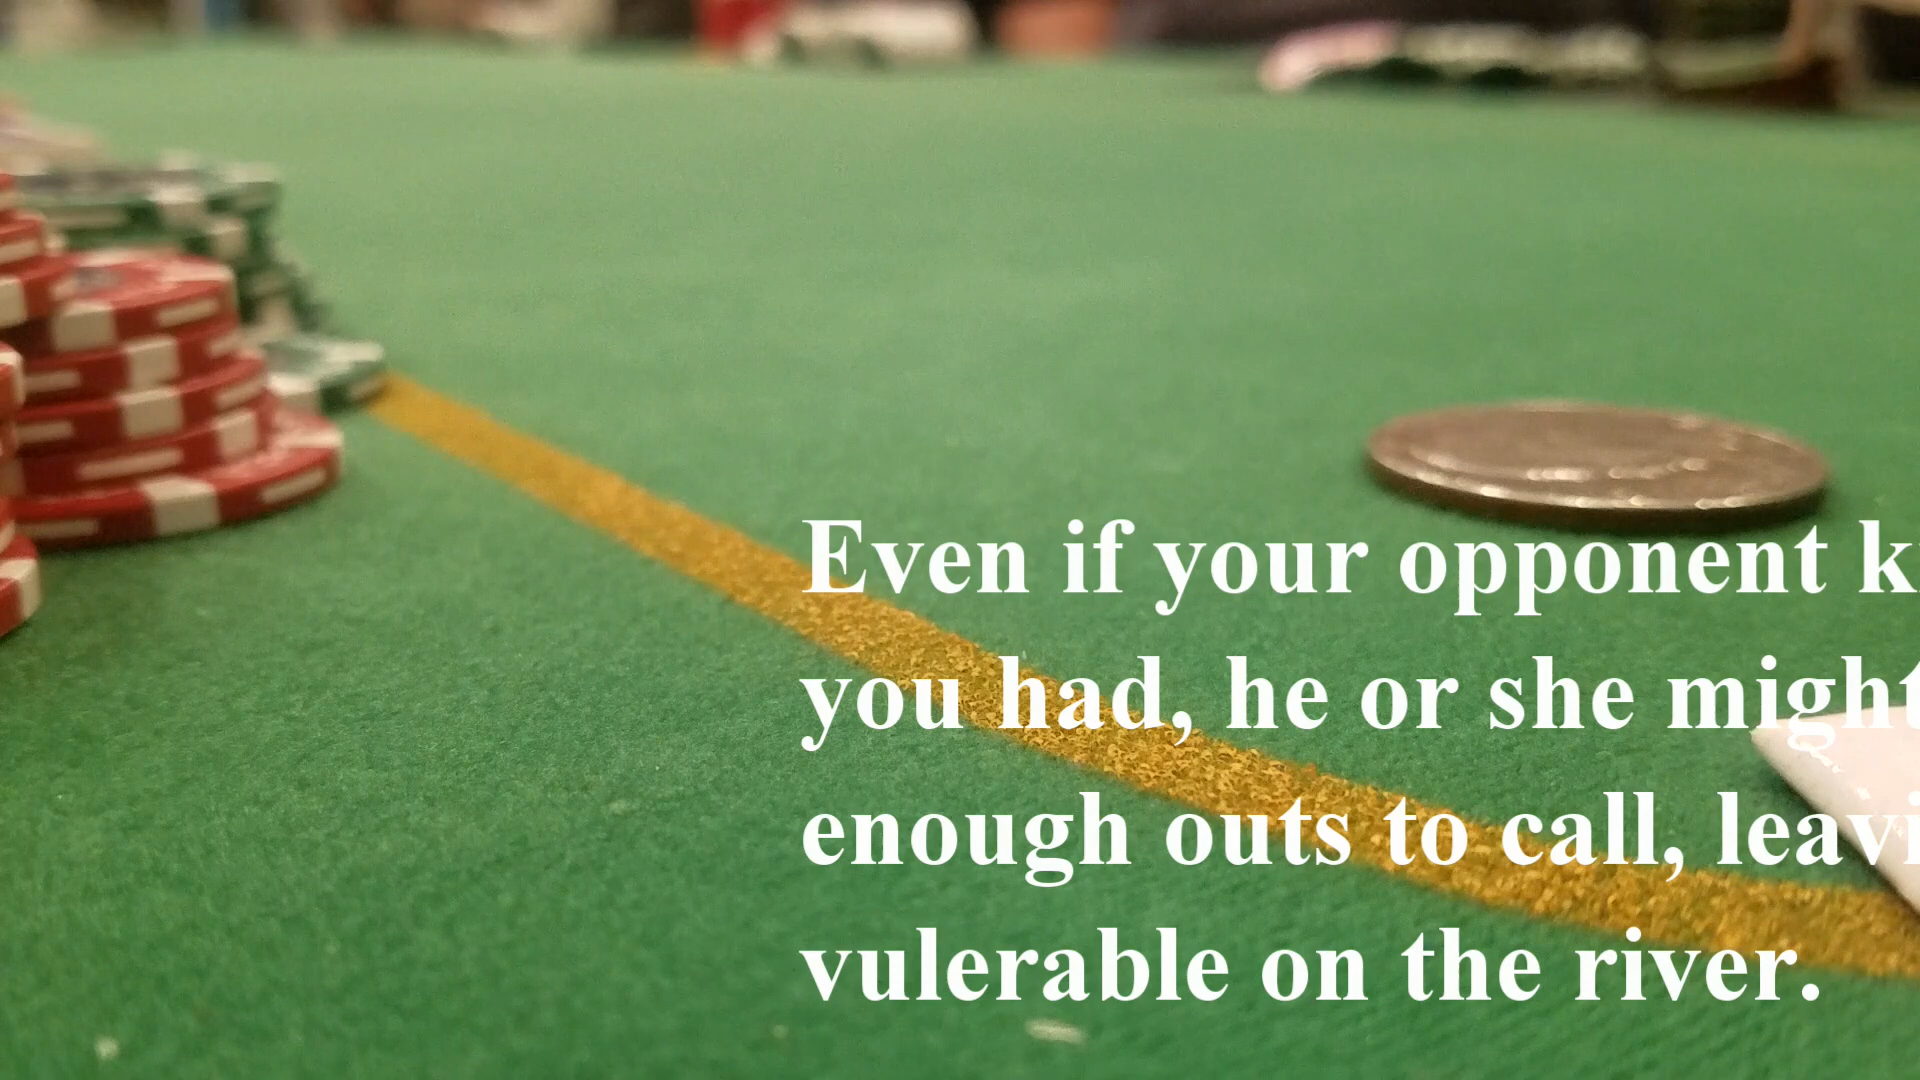 Even if your opponent k
you had, he or she might
enough outs to call, leavi
vulerable on the river.